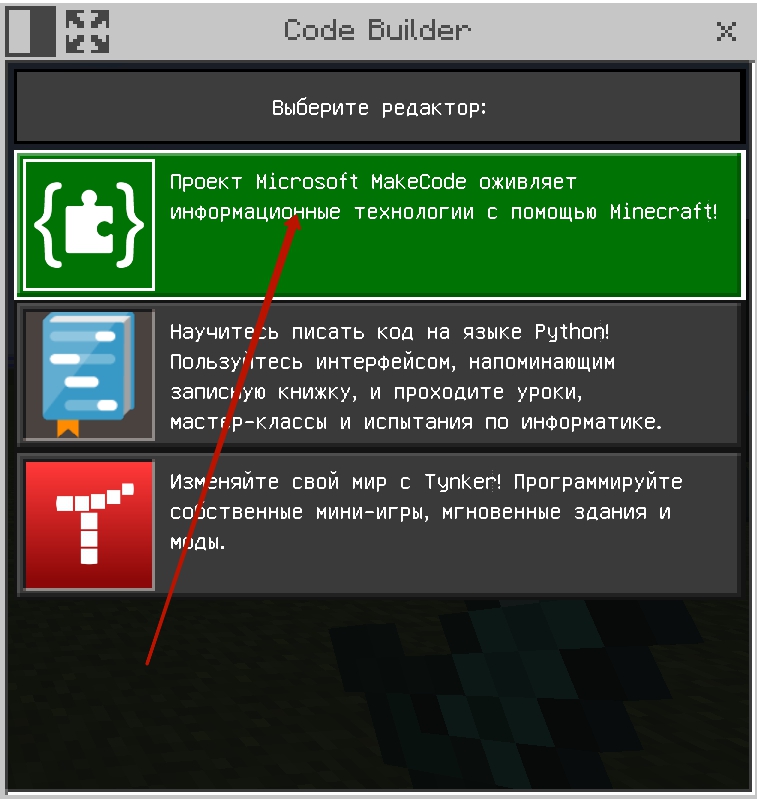 Code Builder
Выберите редактор:
Проект Microsoft MakeCode оживляет
информационные технологии с помощью Minecraft!
Научитесь писать код на языке Python!
Пользуйтесь интерфейсом, напоминающим
записную книжку, и проходите уроки,
мастер-классы и испытания по информатике.
Изменяйте свой мир с Tynker! Программируйте
собственные мини-игры, мгновенные здания и
моды.